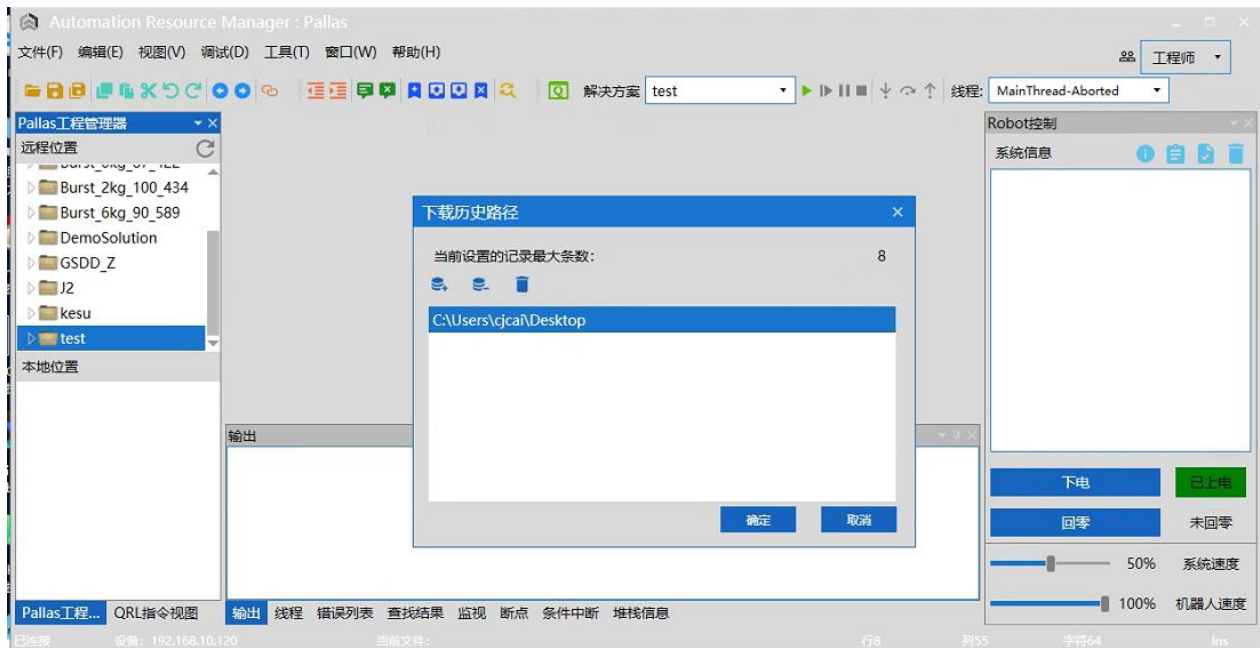 Automation Resource Manager : Pallas
文件(F) 编辑(E) 视图(V) 调试(D) 工具(T) 窗口(W) 帮助(H)
工程师
解决方案 test 线程: MainThread-Aborted
Pallas工程管理器
远程位置
Burst_2kg_100_434
Burst_6kg_90_589
DemoSolution
GSDD_Z
J2
kesu
test
本地位置
Pallas工程... QRL指令视图
下载历史路径
当前设置的记录最大条数: 8
C:\Users\cjcai\Desktop
确定 取消
输出
输出 线程 错误列表 查找结果 监视 断点 条件中断 堆栈信息
Robot控制
系统信息
下电 已上电
回零 未回零
50% 系统速度
100% 机器人速度
已连接 设备: 192.168.10.120 当前文件: 行8 列55 字符64 Ins